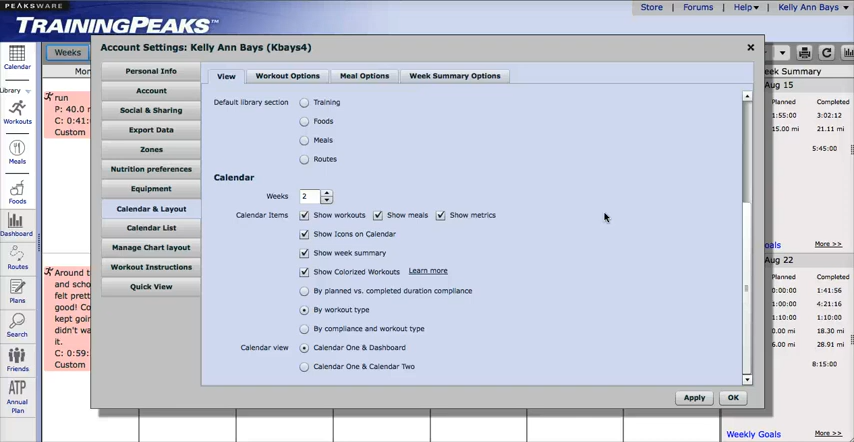 PEAKSWARE
TRAININGPEAKS
Store Forums Help Kelly Ann Bays
Weeks
Account Settings: Kelly Ann Bays (Kbays4)
Calendar
Library
Workouts
Meals
Foods
Dashboard
Routes
Plans
Search
Friends
ATP
Annual
Plan
Mon
run
P: 40.0 m
C: 0:41:
Custom
Around t
and scho
felt pretty
good! Co
kept goin
didn't wa
it.
C: 0:59:
Custom
Personal Info
Account
Social & Sharing
Export Data
Zones
Nutrition preferences
Equipment
Calendar & Layout
Calendar List
Manage Chart layout
Workout Instructions
Quick View
View Workout Options Meal Options Week Summary Options
Default library section Training
Foods
Meals
Routes
Calendar
Weeks 2
Calendar Items Show workouts Show meals Show metrics
Show Icons on Calendar
Show week summary
Show Colorized Workouts Learn more
By planned vs. completed duration compliance
By workout type
By compliance and workout type
Calendar view Calendar One & Dashboard
Calendar One & Calendar Two
Apply OK
eek Summary
Aug 15
Planned Completed
1:55:00 3:02:12
15.00 mi 21.11 mi
5:45:00
oals More >>
Aug 22
Planned Completed
0:00:00 1:41:56
1:10:00 4:21:16
1:10:00 0.00 mi
0.00 mi 18.30 mi
6.00 mi 28.91 mi
8:15:00
Weekly Goals More >>